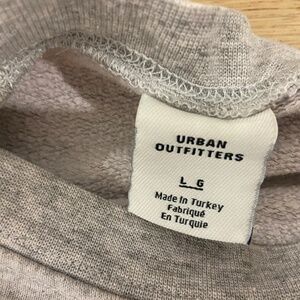 URBAN
OUTFITTERS
L G
Made in Turkey
Fabriqué
En Turquie